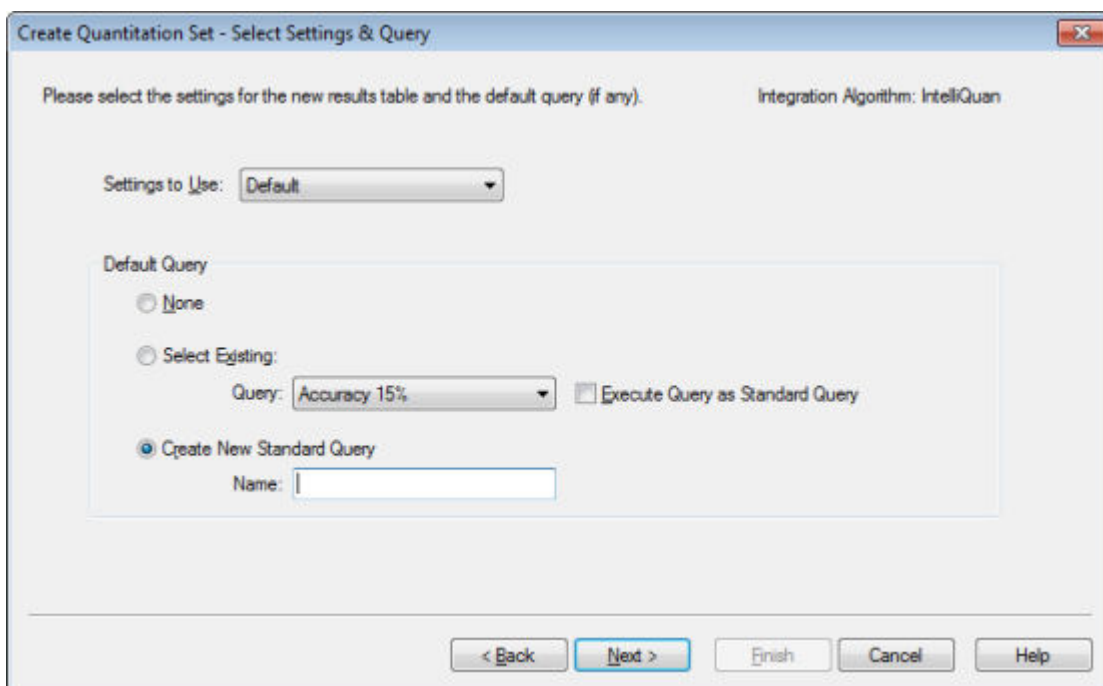 Create Quantitation Set - Select Settings & Query
Please select the settings for the new results table and the default query (if any). Integration Algorithm: IntelliQuan
Settings to Use: Default
Default Query
None
Select Existing:
Query: Accuracy 15% Execute Query as Standard Query
Create New Standard Query
Name:
< Back Next > Finish Cancel Help